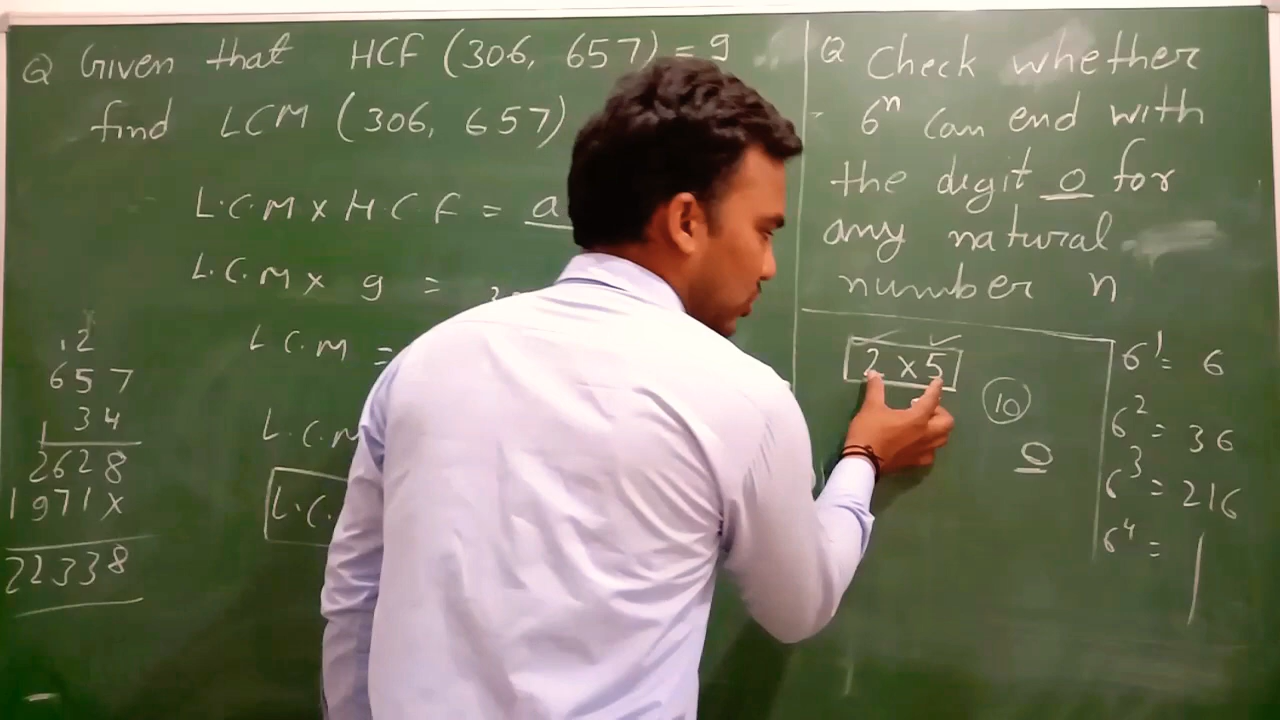 Q Given that HCF (306, 657) = 9
find LCM (306, 657)
L.C.M x H.C.F = a
L.C.M x 9 =
L.C.M =
L.C.M
L.C.
12
657
34
2628
1971x
22338
Q Check whether
6ⁿ can end with
the digit 0 for
any natural
number n
2 x 5
10
0
6¹ = 6
6² = 36
6³ = 216
6⁴ =